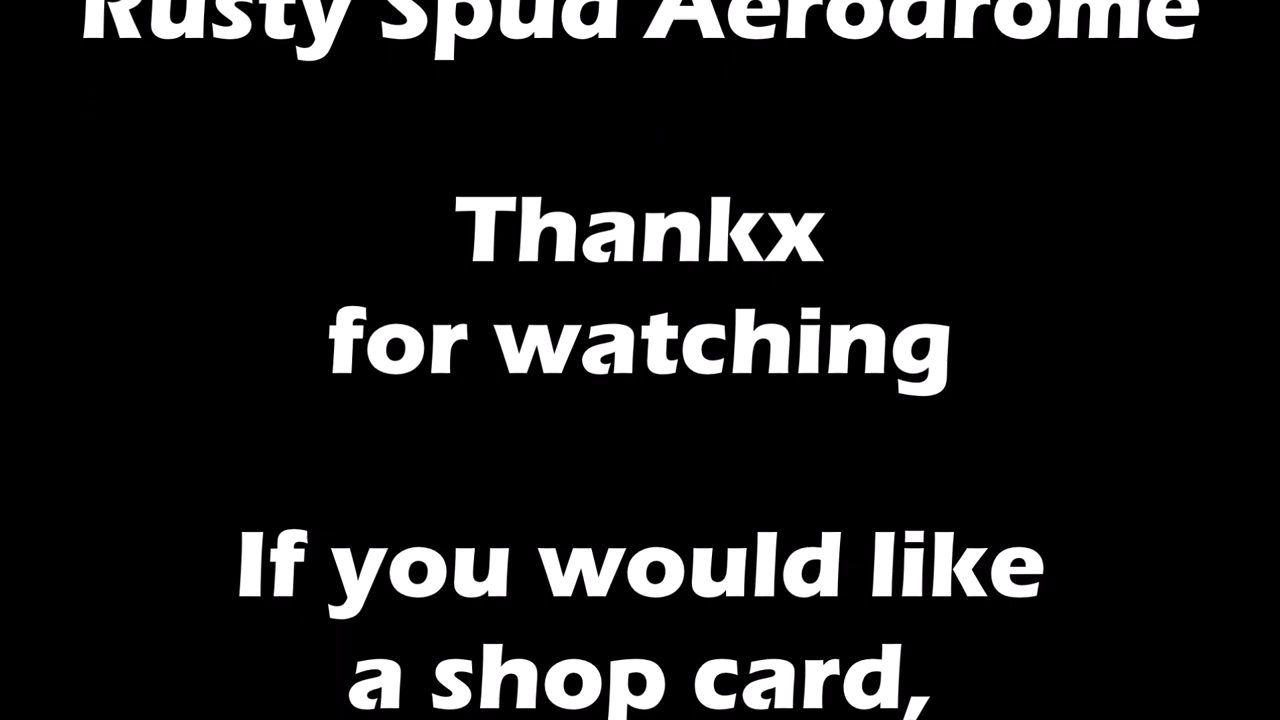 Rusty Spud Aerodrome
Thankx
for watching
If you would like
a shop card,